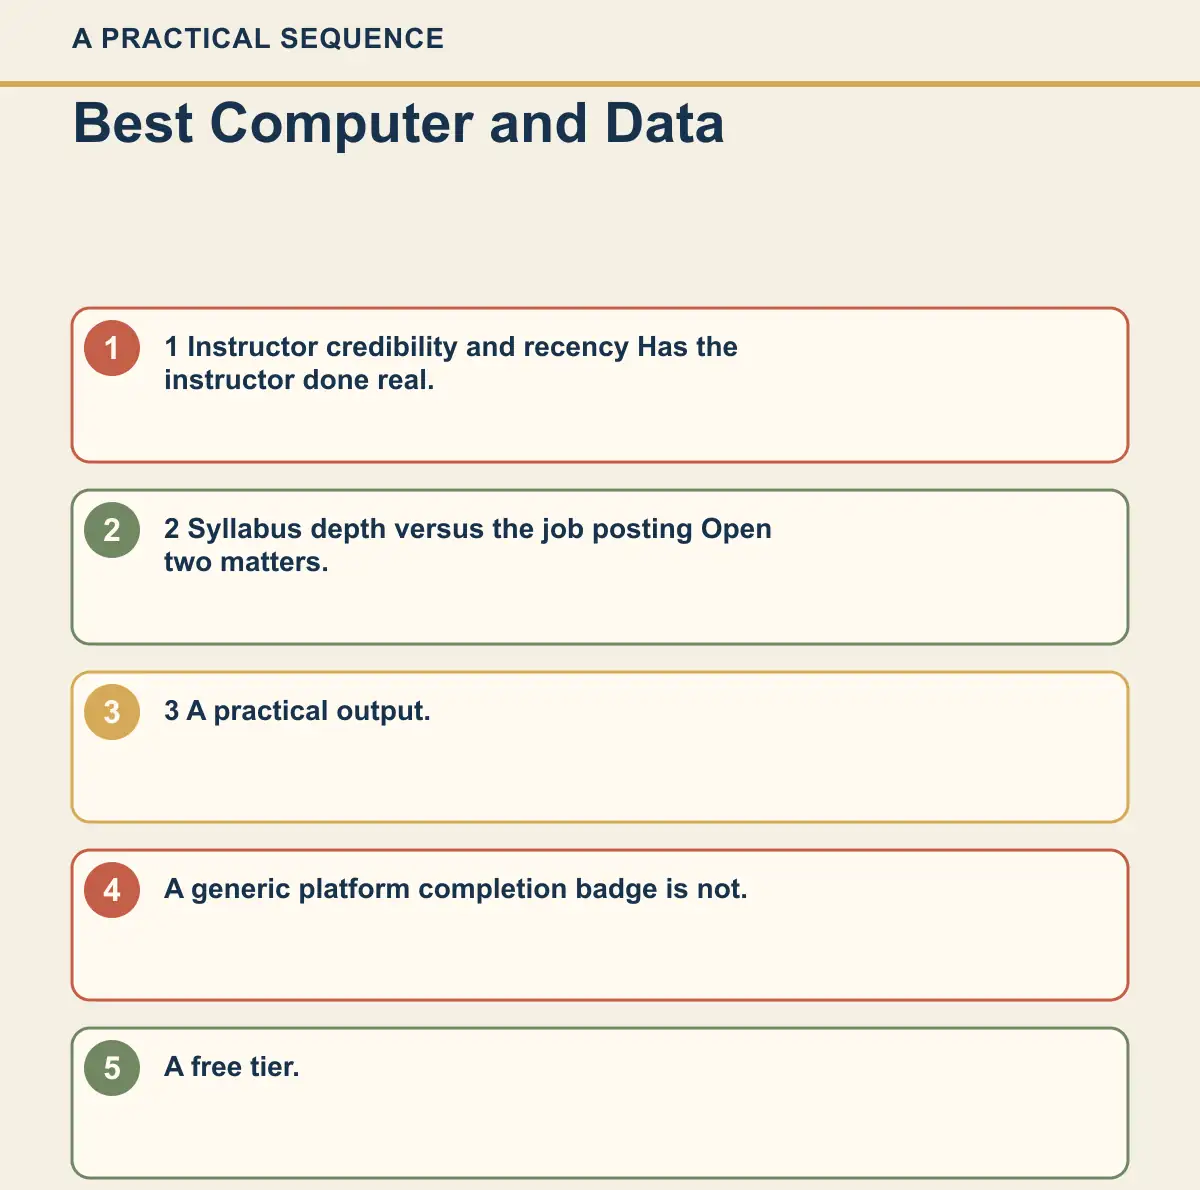 A PRACTICAL SEQUENCE
Best Computer and Data
1
1 Instructor credibility and recency Has the
instructor done real.
2
2 Syllabus depth versus the job posting Open
two matters.
3
3 A practical output.
4
A generic platform completion badge is not.
5
A free tier.